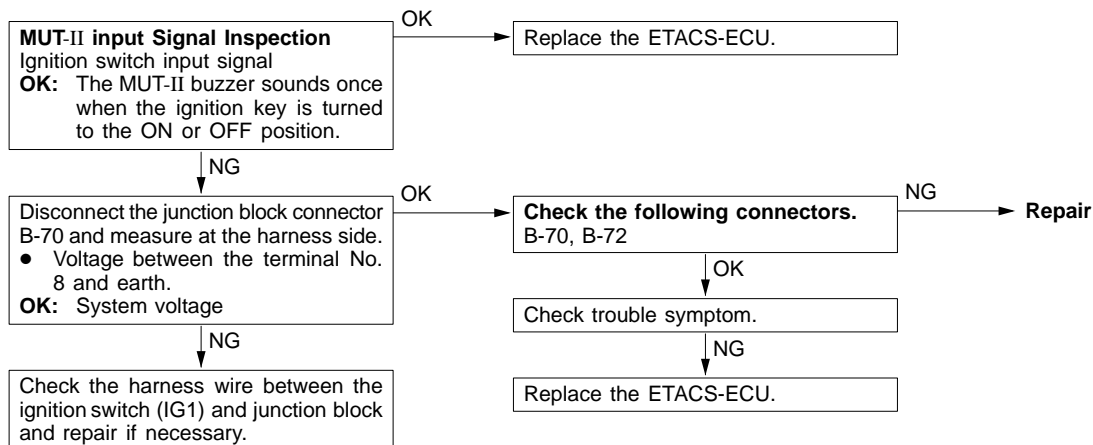 MUT-II input Signal Inspection
Ignition switch input signal
OK: The MUT-II buzzer sounds once
when the ignition key is turned
to the ON or OFF position.
OK
Replace the ETACS-ECU.
NG
Disconnect the junction block connector
B-70 and measure at the harness side.
● Voltage between the terminal No.
8 and earth.
OK: System voltage
OK
Check the following connectors.
B-70, B-72
NG
Repair
OK
Check trouble symptom.
NG
Replace the ETACS-ECU.
NG
Check the harness wire between the
ignition switch (IG1) and junction block
and repair if necessary.